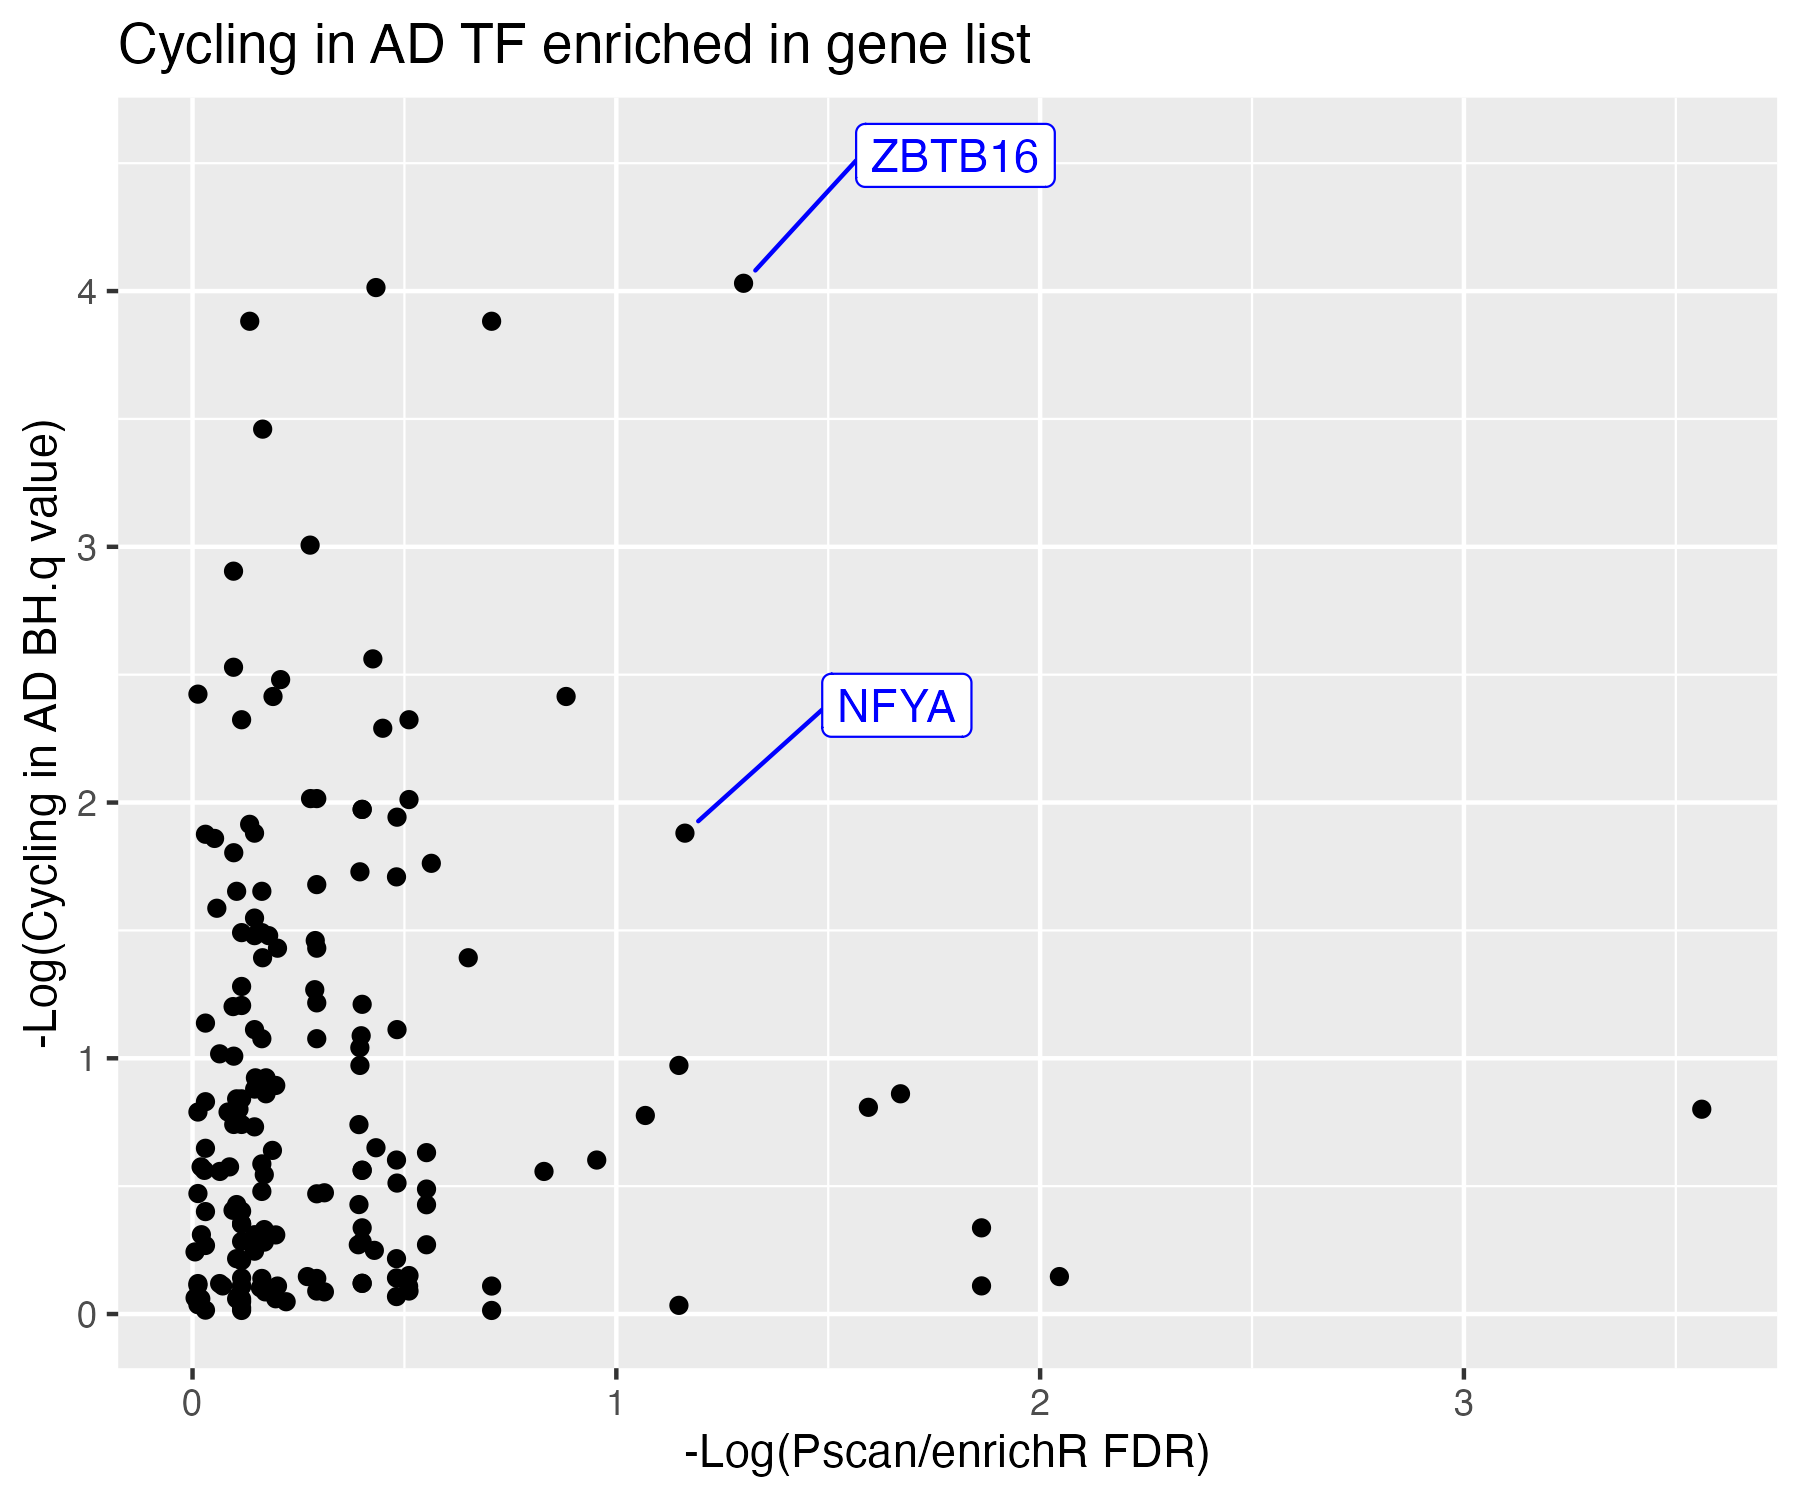 Cycling in AD TF enriched in gene list
ZBTB16
NFYA
4
3
2
1
0
-Log(Cycling in AD BH.q value)
0 1 2 3
-Log(Pscan/enrichR FDR)